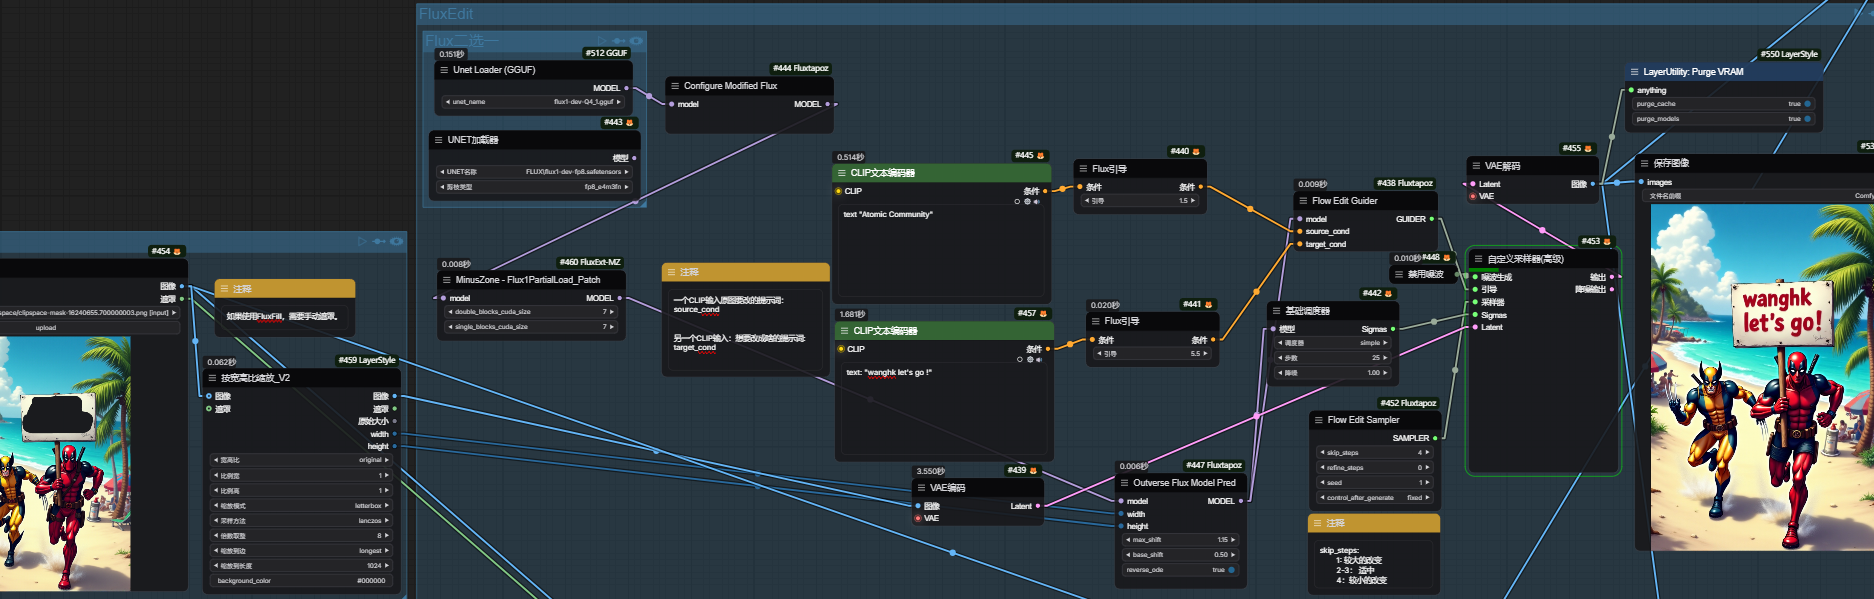 FluxEdit
Flux二选一
0.151秒
#512 GGUF
Unet Loader (GGUF)
MODEL
unet_name
flux1-dev-Q4_1.gguf
#443
UNET加载器
模型
UNET名称
FLUX\flux1-dev-fp8.safetensors
剪枝类型
fp8_e4m3fn
#444 Fluxtapoz
Configure Modified Flux
model
MODEL
0.008秒
#460 FluxExt-MZ
MinusZone - Flux1PartialLoad_Patch
model
MODEL
double_blocks_cuda_size
7
single_blocks_cuda_size
7
注释
一个CLIP输入原图要改的提示词:
source_cond
另一个CLIP输入: 想要改成啥的提示词:
target_cond
0.514秒
#445
CLIP文本编码器
CLIP
条件
text "Atomic Community"
1.681秒
#457
CLIP文本编码器
CLIP
条件
text: "wanghk let's go !"
#440
Flux引导
条件
条件
引导
1.5
0.020秒
#441
Flux引导
条件
条件
引导
5.5
0.009秒
#438 Fluxtapoz
Flow Edit Guider
model
GUIDER
source_cond
target_cond
0.010秒
#448
禁用噪波
#442
基础调度器
模型
Sigmas
调度器
simple
步数
25
降噪
1.00
#452 Fluxtapoz
Flow Edit Sampler
SAMPLER
skip_steps
4
refine_steps
0
seed
1
control_after_generate
fixed
注释
skip_steps:
1: 较大的改变
2-3: 适中
4: 较小的改变
3.550秒
#439
VAE编码
图像
Latent
VAE
0.006秒
#447 Fluxtapoz
Outverse Flux Model Pred
model
MODEL
width
height
max_shift
1.15
base_shift
0.50
reverse_ode
true
#455
VAE解码
Latent
图像
VAE
#453
自定义采样器(高级)
噪波生成
输出
引导
降噪输出
采样器
Sigmas
Latent
#550 LayerStyle
LayerUtility: Purge VRAM
anything
purge_cache
true
purge_models
true
保存图像
images
文件名前缀
Comfy
wanghk
let's go!
#454
图像
遮罩
space/clipspace-mask-16240655.700000003.png [input]
upload
注释
如果使用FluxFill，需要手动遮罩。
0.062秒
#459 LayerStyle
按宽高比缩放_V2
图像
图像
遮罩
遮罩
原始大小
width
height
宽高比
original
比例宽
1
比例高
1
缩放模式
letterbox
采样方法
lanczos
倍数取整
8
缩放到边
longest
缩放到长度
1024
background_color
#000000